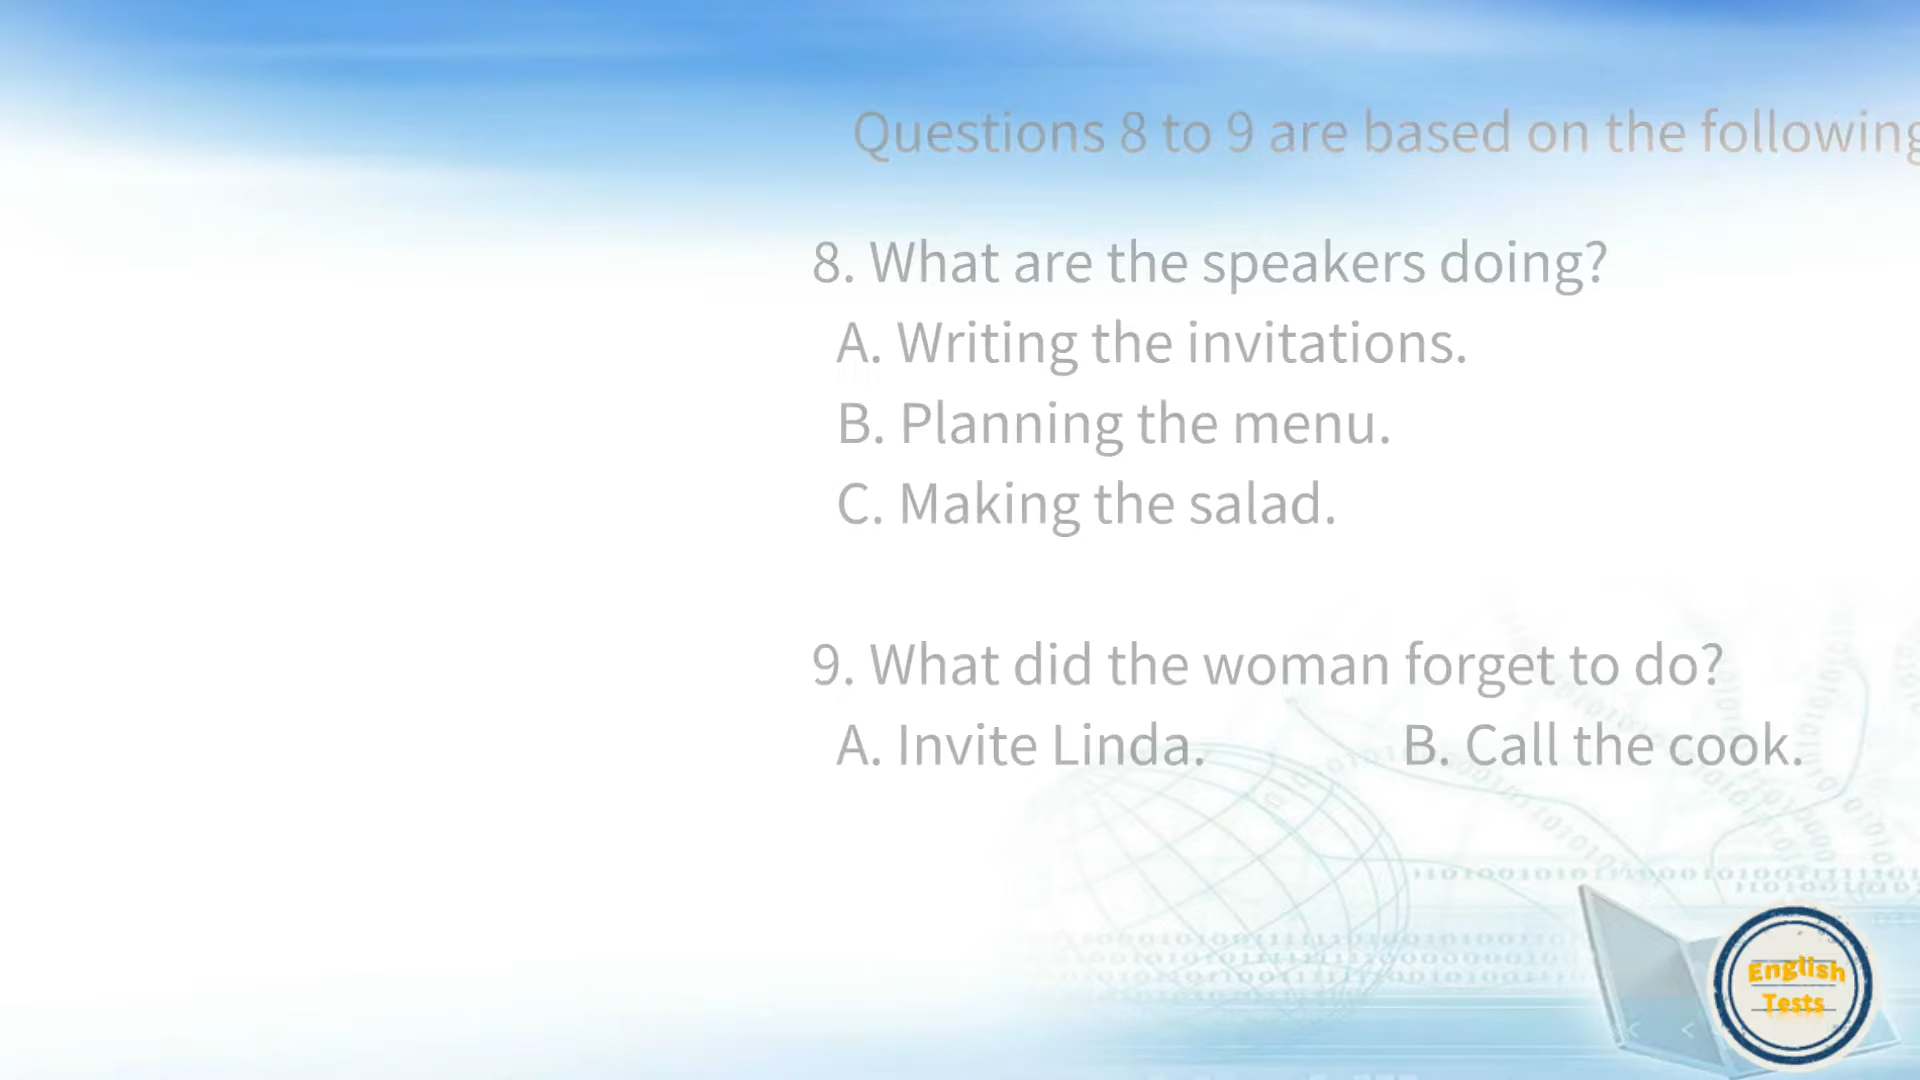 Questions 8 to 9 are based on the following
8. What are the speakers doing?
A. Writing the invitations.
B. Planning the menu.
C. Making the salad.
9. What did the woman forget to do?
A. Invite Linda. B. Call the cook.
English
Tests